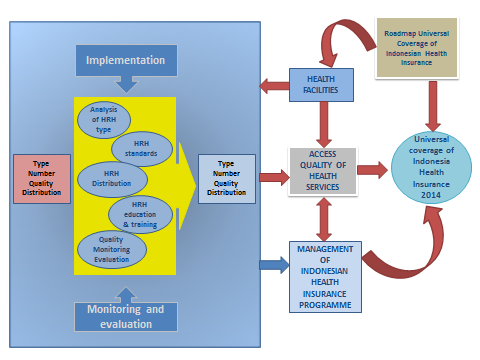 Implementation
Analysis
of HRH
type
HRH
standards
HRH
Distribution
HRH
education
& training
Quality
Monitoring
Evaluation
Type
Number
Quality
Distribution
Type
Number
Quality
Distribution
Monitoring and
evaluation
HEALTH
FACILITIES
ACCESS
QUALITY OF
HEALTH
SERVICES
MANAGEMENT
OF
INDONESIAN
HEALTH
INSURANCE
PROGRAMME
Roadmap Universal
Coverage of
Indonesian Health
Insurance
Universal
coverage of
Indonesia
Health
Insurance
2014